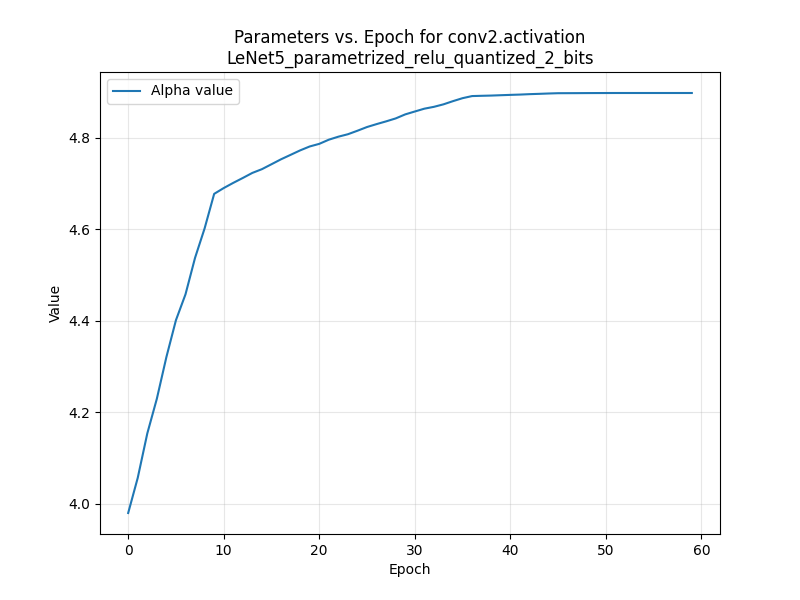 Parameters vs. Epoch for conv2.activation
LeNet5_parametrized_relu_quantized_2_bits
Alpha value
4.8
4.6
4.4
4.2
4.0
Value
0 10 20 30 40 50 60
Epoch